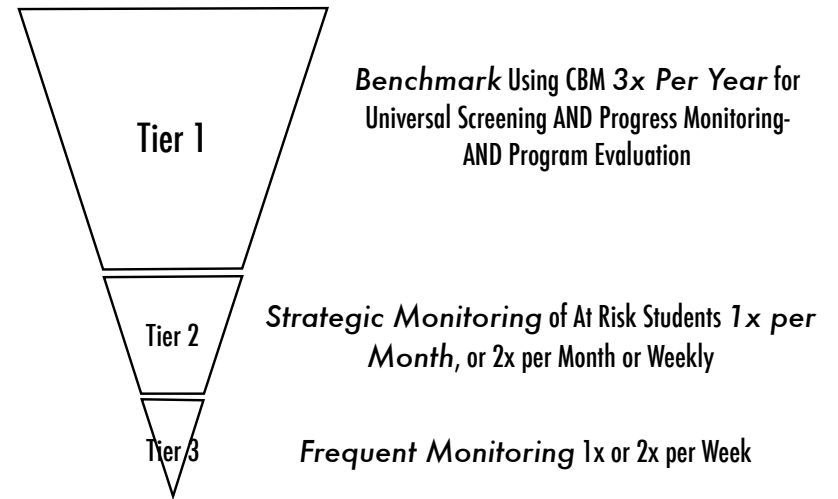 Tier 1
Benchmark Using CBM 3x Per Year for
Universal Screening AND Progress Monitoring-
AND Program Evaluation
Tier 2
Strategic Monitoring of At Risk Students 1x per
Month, or 2x per Month or Weekly
Tier 3
Frequent Monitoring 1x or 2x per Week